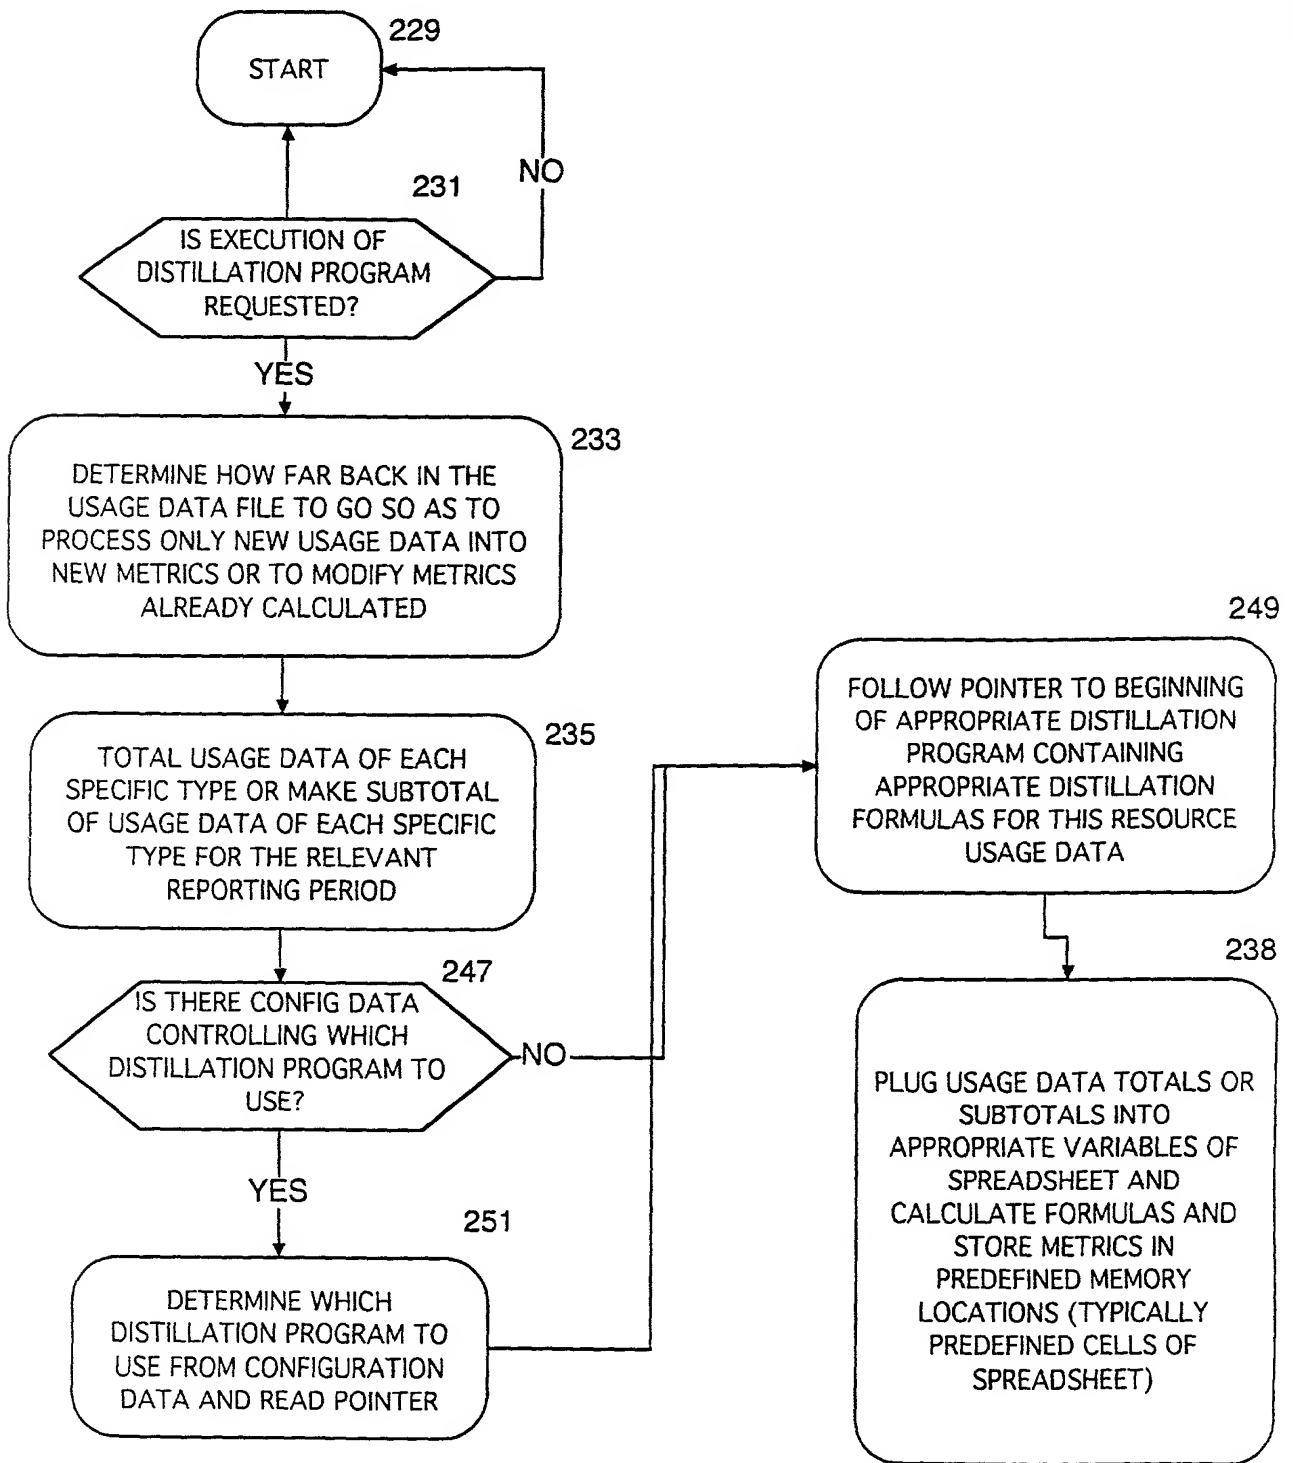 229
START
NO
231
IS EXECUTION OF
DISTILLATION PROGRAM
REQUESTED?
YES
233
DETERMINE HOW FAR BACK IN THE
USAGE DATA FILE TO GO SO AS TO
PROCESS ONLY NEW USAGE DATA INTO
NEW METRICS OR TO MODIFY METRICS
ALREADY CALCULATED
235
TOTAL USAGE DATA OF EACH
SPECIFIC TYPE OR MAKE SUBTOTAL
OF USAGE DATA OF EACH SPECIFIC
TYPE FOR THE RELEVANT
REPORTING PERIOD
247
IS THERE CONFIG DATA
CONTROLLING WHICH
DISTILLATION PROGRAM TO
USE?
NO
YES
251
DETERMINE WHICH
DISTILLATION PROGRAM TO
USE FROM CONFIGURATION
DATA AND READ POINTER
249
FOLLOW POINTER TO BEGINNING
OF APPROPRIATE DISTILLATION
PROGRAM CONTAINING
APPROPRIATE DISTILLATION
FORMULAS FOR THIS RESOURCE
USAGE DATA
238
PLUG USAGE DATA TOTALS OR
SUBTOTALS INTO
APPROPRIATE VARIABLES OF
SPREADSHEET AND
CALCULATE FORMULAS AND
STORE METRICS IN
PREDEFINED MEMORY
LOCATIONS (TYPICALLY
PREDEFINED CELLS OF
SPREADSHEET)